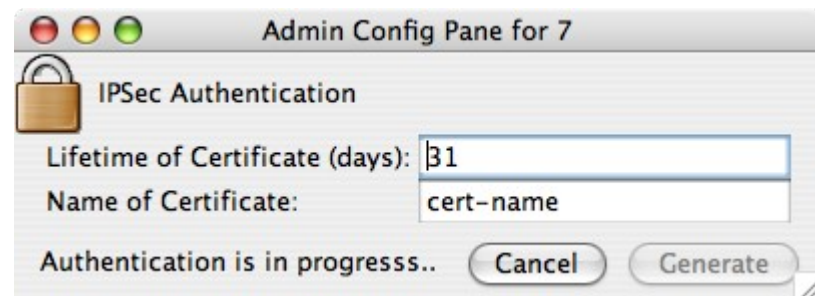 Admin Config Pane for 7
IPSec Authentication
Lifetime of Certificate (days): 31
Name of Certificate: cert-name
Authentication is in progresss.. Cancel Generate